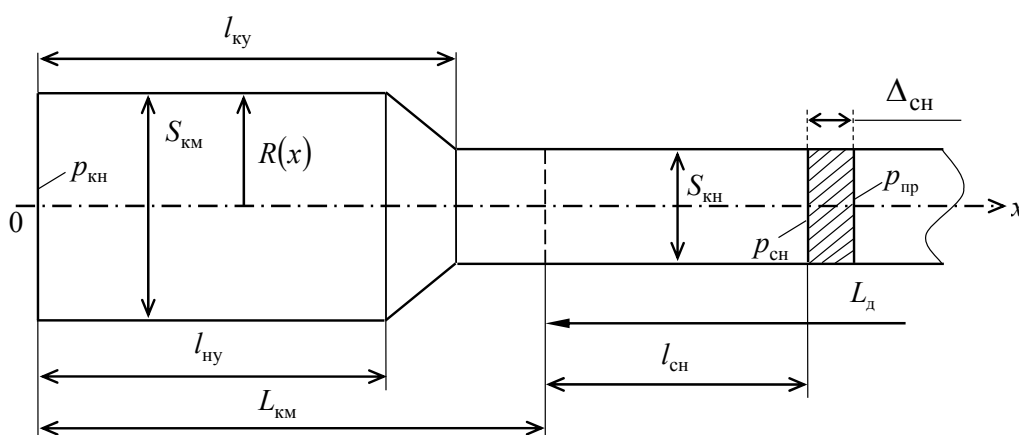 l_ку
Δ_сн
S_км
R(x)
p_кн
S_кн
p_пр
0
x
p_сн
L_д
l_ну
l_сн
L_км